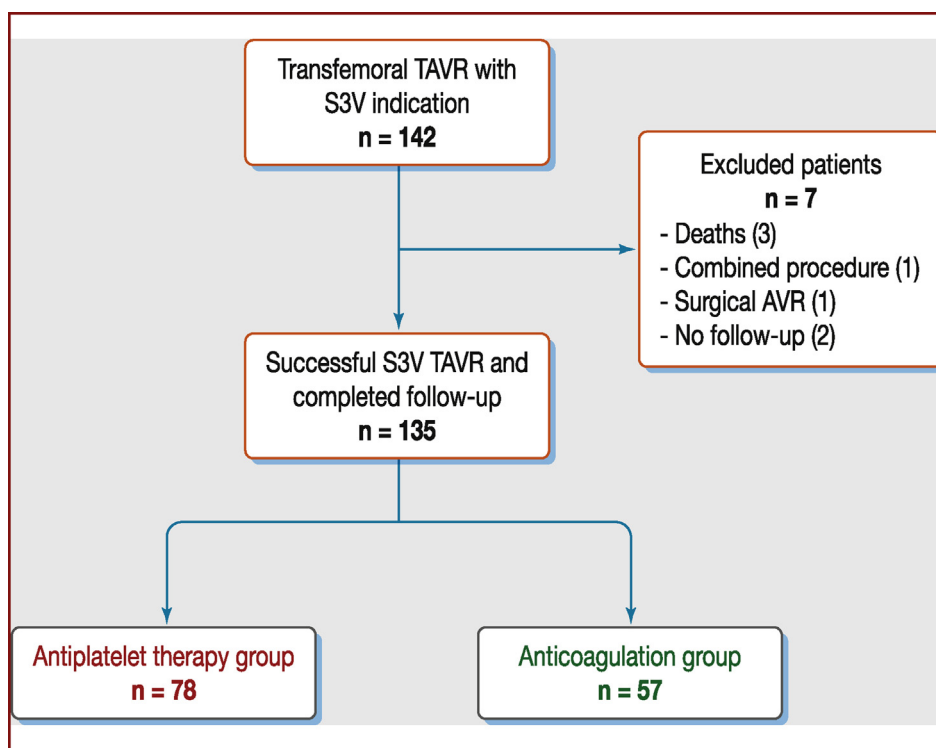 Transfemoral TAVR with
S3V indication
n = 142
Excluded patients
n = 7
- Deaths (3)
- Combined procedure (1)
- Surgical AVR (1)
- No follow-up (2)
Successful S3V TAVR and
completed follow-up
n = 135
Antiplatelet therapy group
n = 78
Anticoagulation group
n = 57